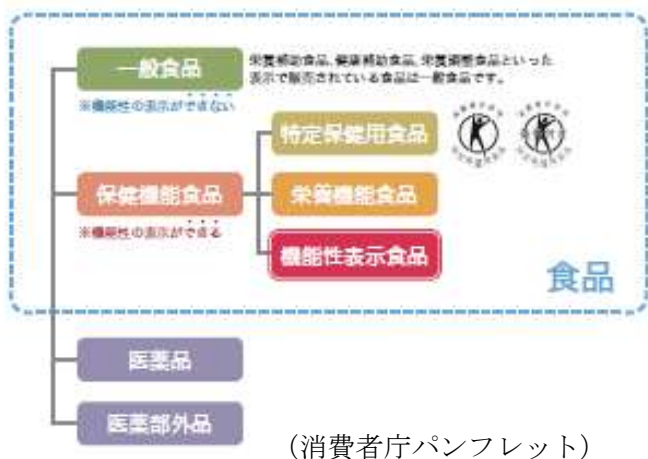 一般食品
栄養補助食品、健康補助食品、栄養調整食品といった
表示で販売されている食品は一般食品です。
※機能性の表示ができない
特定保健用食品
保健機能食品
栄養機能食品
※機能性の表示ができる
機能性表示食品
食品
医薬品
医薬部外品
（消費者庁パンフレット）